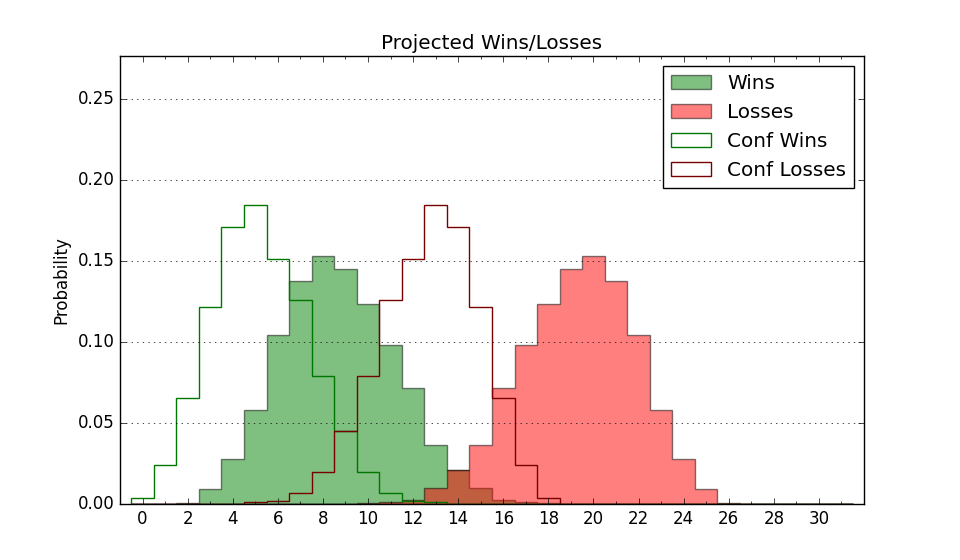 Projected Wins/Losses
Wins
Losses
Conf Wins
Conf Losses
Probability
0.25
0.20
0.15
0.10
0.05
0.00
0 2 4 6 8 10 12 14 16 18 20 22 24 26 28 30